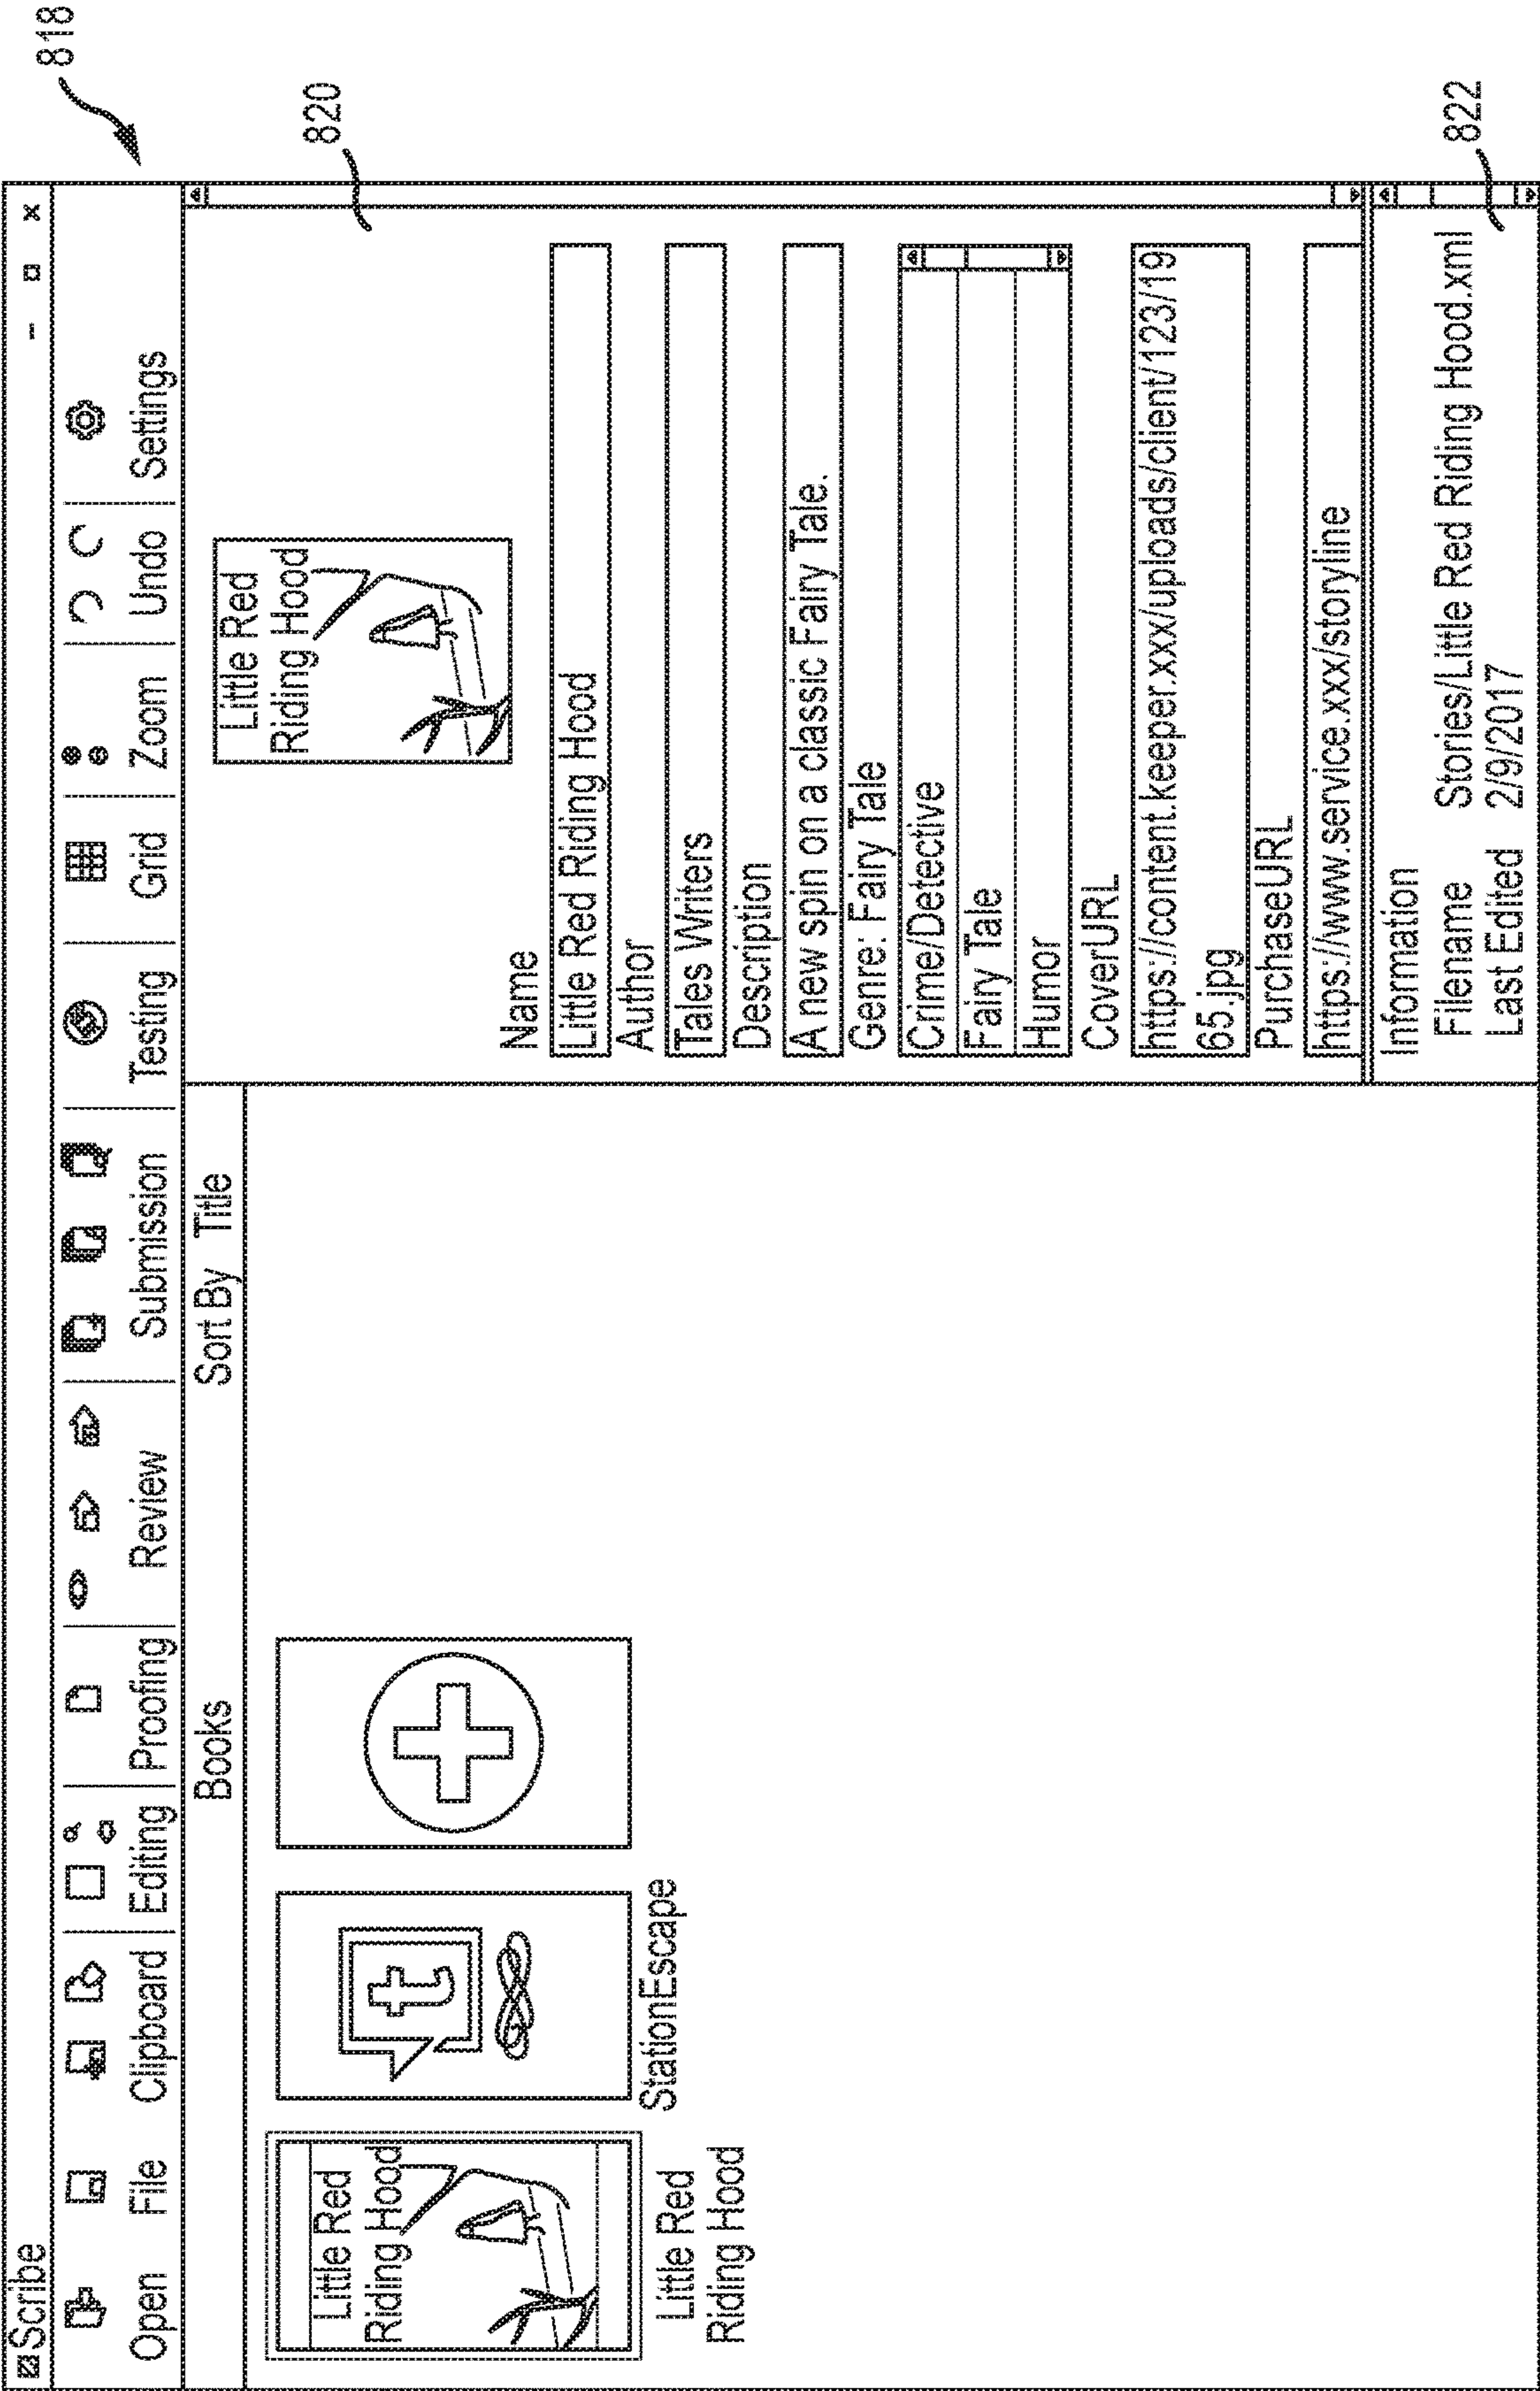 818
Scribe
Open
File
Clipboard
Editing
Proofing
Review
Submission
Testing
Grid
Zoom
Undo
Settings
Books
Sort By Title
Little Red
Riding Hood
t
Little Red
Riding Hood
StationEscape
820
Little Red
Riding Hood
Name
Little Red Riding Hood
Author
Tales Writers
Description
A new spin on a classic Fairy Tale.
Genre: Fairy Tale
Crime/Detective
Fairy Tale
Humor
CoverURL
https://content.keeper.xxx/uploads/client/123/19
65.jpg
PurchaseURL
https://www.service.xxx/storyline
Information
Filename Stories/Little Red Riding Hood.xml
Last Edited 2/9/2017
822